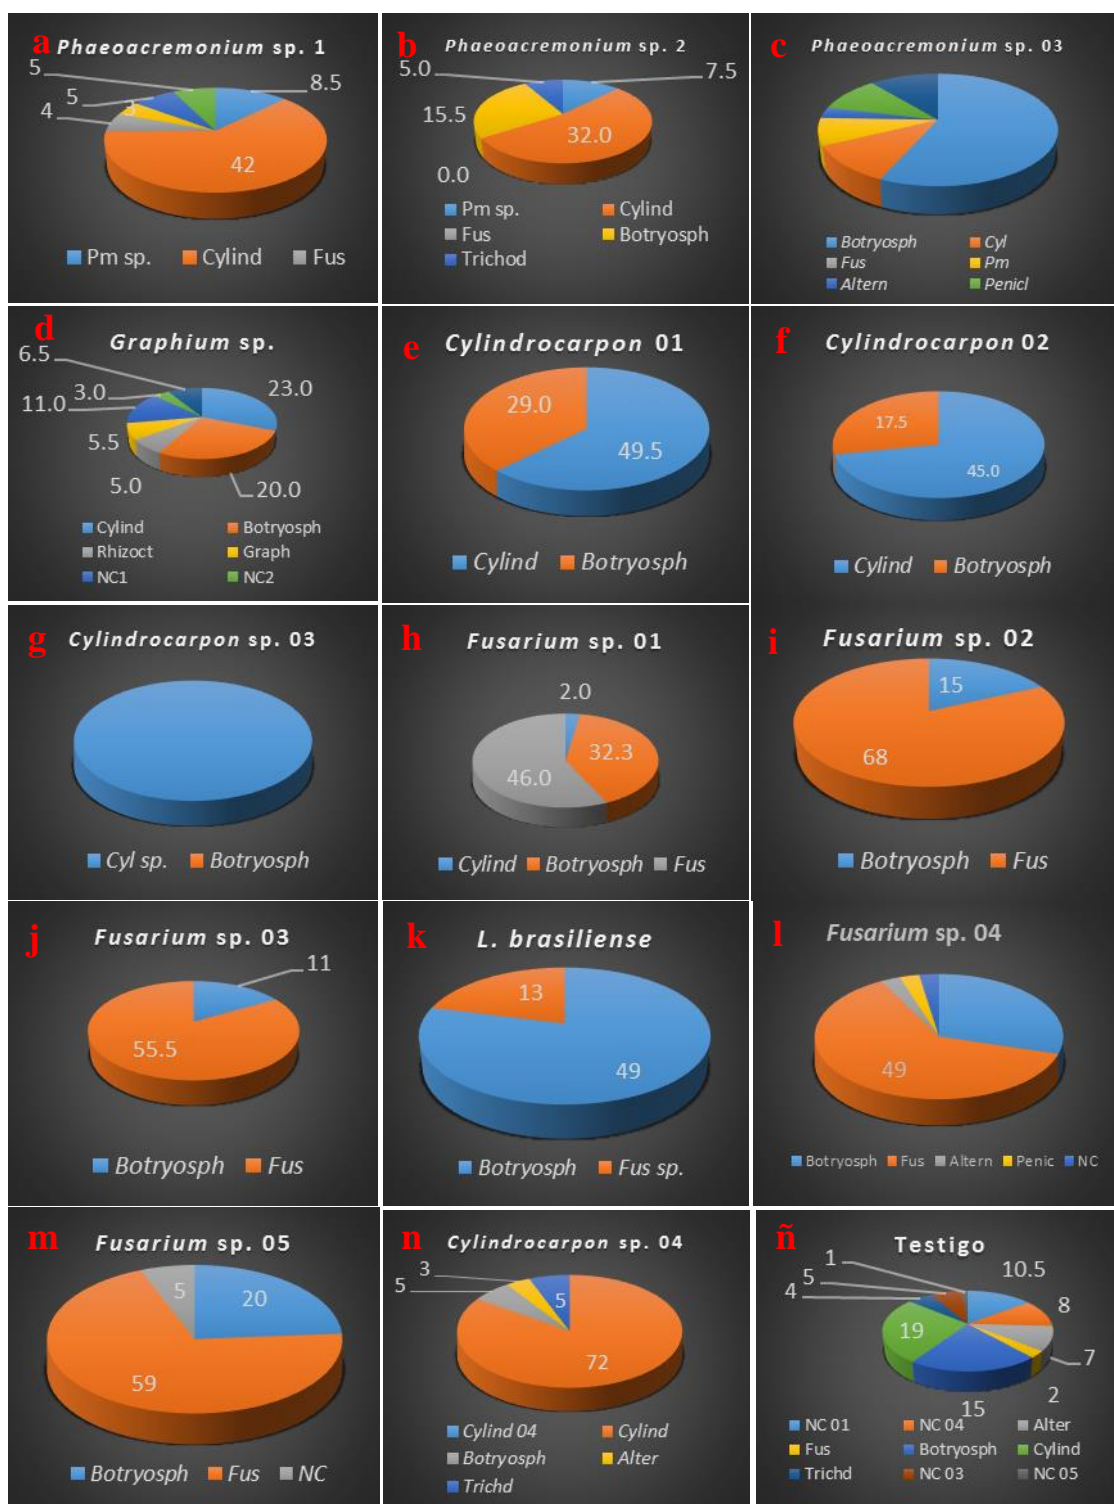 a
Phaeoacremonium sp. 1
5
8.5
5
3
4
42
Pm sp. Cylind Fus
b
Phaeoacremonium sp. 2
5.0
7.5
15.5
32.0
0.0
Pm sp. Cylind
Fus Botryosph
Trichod
c
Phaeoacremonium sp. 03
Botryosph Cyl
Fus Pm
Altern Penicl
d
Graphium sp.
6.5
23.0
3.0
11.0
5.5
5.0
20.0
Cylind Botryosph
Rhizoct Graph
NC1 NC2
e
Cylindrocarpon 01
29.0
49.5
Cylind Botryosph
f
Cylindrocarpon 02
17.5
45.0
Cylind Botryosph
g
Cylindrocarpon sp. 03
Cyl sp. Botryosph
h
Fusarium sp. 01
2.0
32.3
46.0
Cylind Botryosph Fus
i
Fusarium sp. 02
15
68
Botryosph Fus
j
Fusarium sp. 03
11
55.5
Botryosph Fus
k
L. brasiliense
13
49
Botryosph Fus sp.
l
Fusarium sp. 04
49
Botryosph Fus Altern Penic NC
m
Fusarium sp. 05
5
20
59
Botryosph Fus NC
n
Cylindrocarpon sp. 04
3
5
5
72
Cylind 04 Cylind
Botryosph Alter
Trichd
ñ
Testigo
1
10.5
5
4
8
19
7
2
15
NC 01 NC 04 Alter
Fus Botryosph Cylind
Trichd NC 03 NC 05